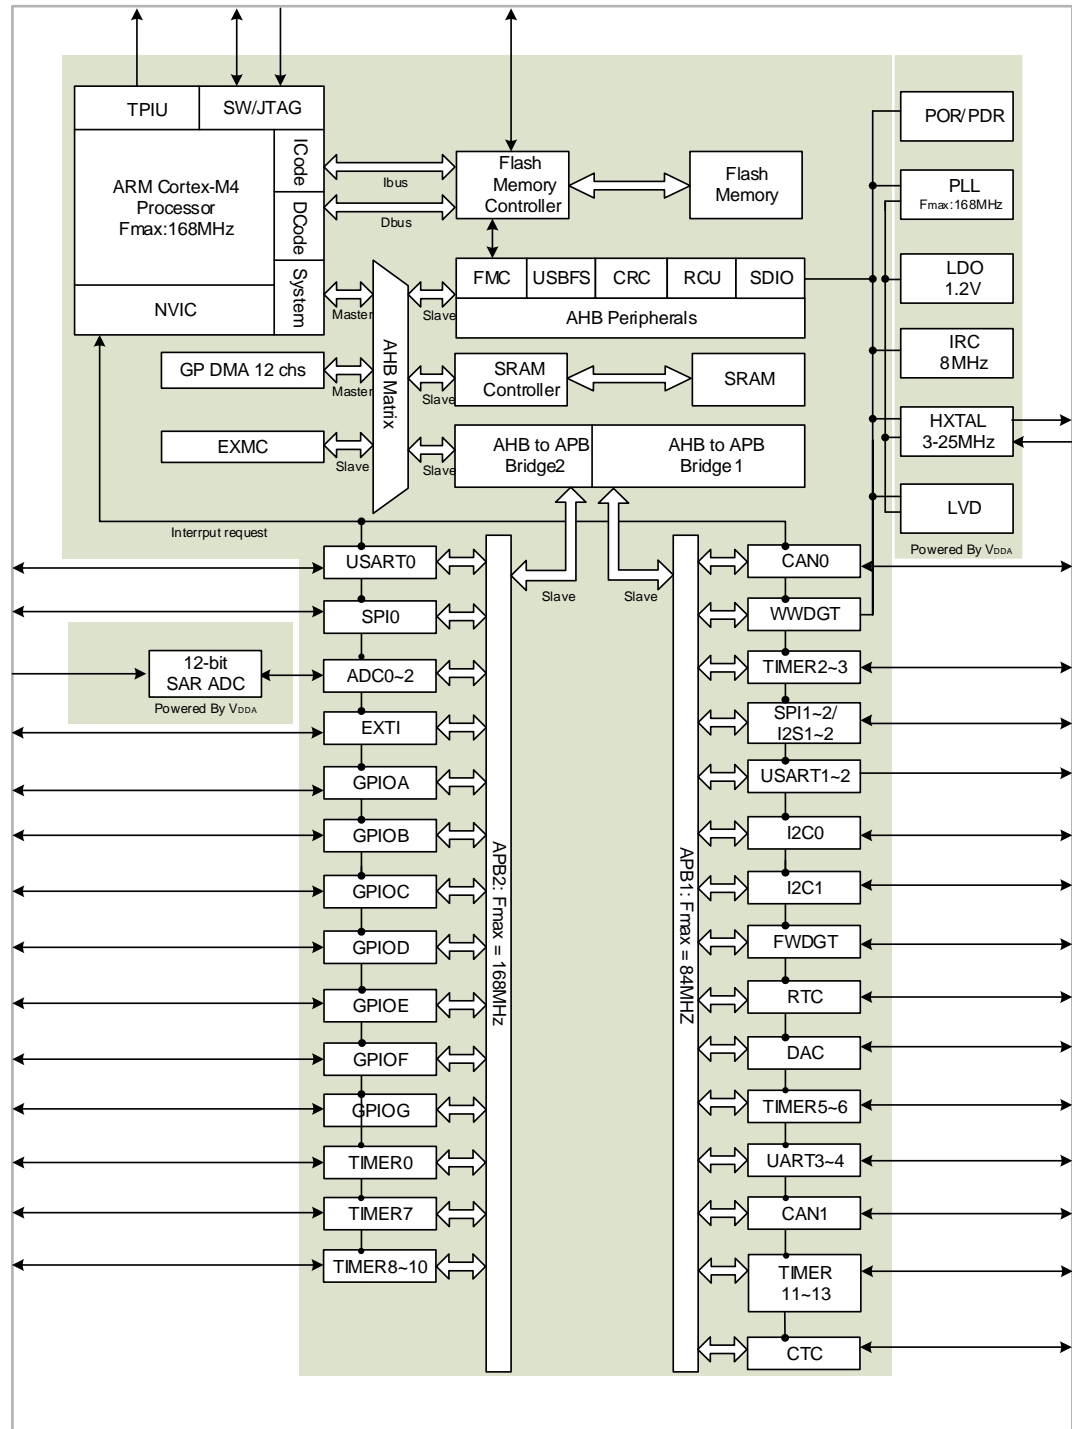 TPIU
SW/JTAG
POR/PDR
ICode
Flash
Memory
Controller
Flash
Memory
PLL
Fmax:168MHz
ARM Cortex-M4
Processor
Fmax:168MHz
Ibus
DCode
Dbus
LDO
1.2V
System
FMC
USBFS
CRC
RCU
SDIO
NVIC
Master
Slave
AHB Peripherals
IRC
8MHz
GP DMA 12 chs
Master
AHB Matrix
Slave
SRAM
Controller
SRAM
HXTAL
3-25MHz
EXMC
Slave
Slave
AHB to APB
Bridge2
AHB to APB
Bridge1
LVD
Interrput request
Powered By VDDA
USART0
CAN0
Slave
Slave
SPI0
WWDGT
12-bit
SAR ADC
Powered By VDDA
ADC0~2
TIMER2~3
EXTI
SPI1~2/
I2S1~2
GPIOA
USART1~2
GPIOB
I2C0
APB2: Fmax = 168MHz
APB1: Fmax = 84MHZ
GPIOC
I2C1
GPIOD
FWDGT
GPIOE
RTC
GPIOF
DAC
GPIOG
TIMER5~6
TIMER0
UART3~4
TIMER7
CAN1
TIMER8~10
TIMER
11~13
CTC